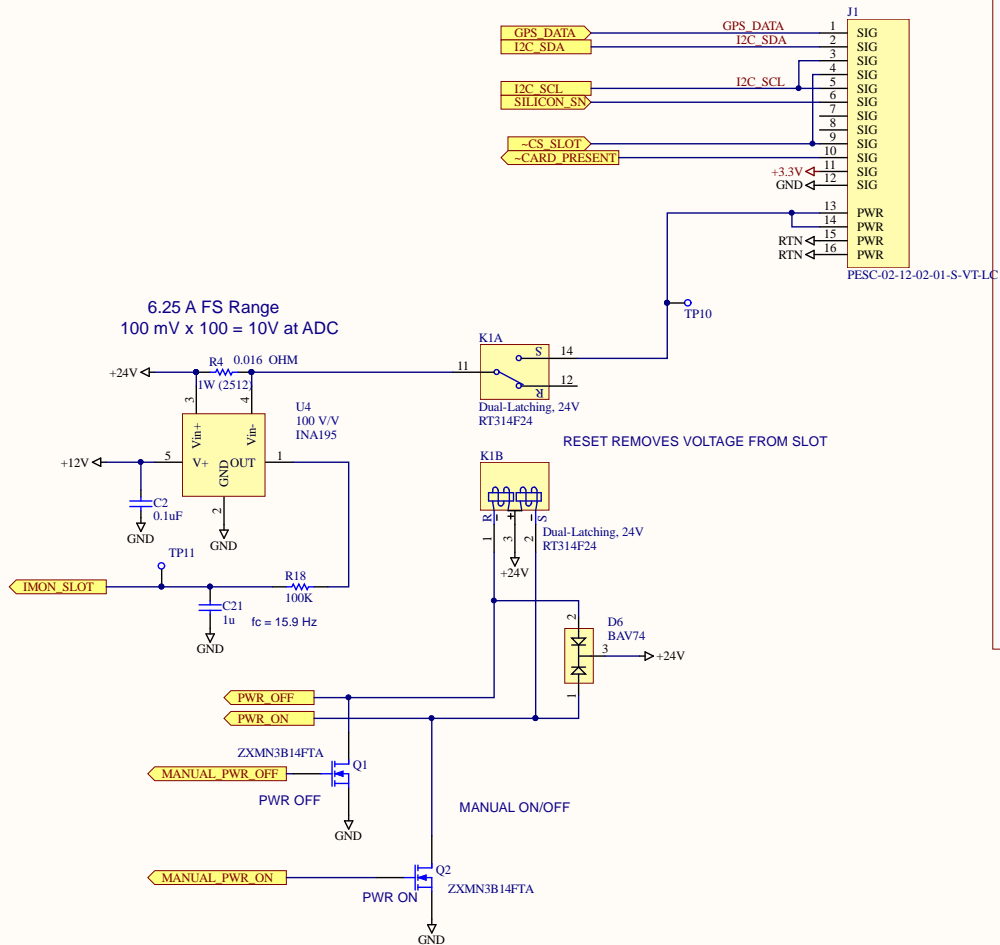 J1
GPS_DATA
GPS_DATA
1
SIG
I2C_SDA
I2C_SDA
2
SIG
3
SIG
4
SIG
I2C_SCL
I2C_SCL
5
SIG
SILICON_SN
6
SIG
7
SIG
8
SIG
~CS_SLOT
9
SIG
~CARD_PRESENT
10
SIG
+3.3V
11
SIG
GND
12
SIG
13
PWR
14
PWR
RTN
15
PWR
RTN
16
PWR
PESC-02-12-02-01-S-VT-LC
TP10
6.25 A FS Range
100 mV x 100 = 10V at ADC
+24V
R4
0.016 OHM
1W (2512)
3
4
Vin+
Vin-
U4
100 V/V
INA195
+12V
5
V+
GND
OUT
1
2
GND
C2
0.1uF
GND
K1A
11
S
14
R
12
Dual-Latching, 24V
RT314F24
RESET REMOVES VOLTAGE FROM SLOT
K1B
R
-
+
-
S
1
3
2
Dual-Latching, 24V
RT314F24
+24V
TP11
IMON_SLOT
R18
100K
C21
1u
fc = 15.9 Hz
GND
D6
BAV74
2
3
1
+24V
PWR_OFF
PWR_ON
ZXMN3B14FTA
MANUAL_PWR_OFF
Q1
PWR OFF
GND
MANUAL ON/OFF
MANUAL_PWR_ON
Q2
ZXMN3B14FTA
PWR ON
GND